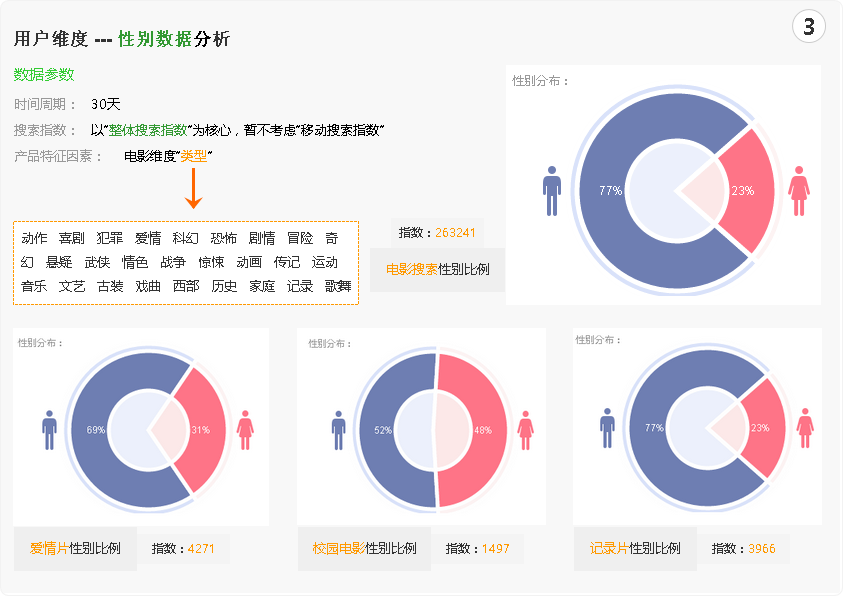 用户维度 --- 性别数据分析
3
数据参数
时间周期： 30天
搜索指数： 以"整体搜索指数"为核心，暂不考虑"移动搜索指数"
产品特征因素： 电影维度"类型"
动作 喜剧 犯罪 爱情 科幻 恐怖 剧情 冒险 奇
幻 悬疑 武侠 情色 战争 惊悚 动画 传记 运动
音乐 文艺 古装 戏曲 西部 历史 家庭 记录 歌舞
指数：263241
电影搜索性别比例
性别分布：
77%
23%
性别分布：
69%
31%
爱情片性别比例
指数：4271
性别分布：
52%
48%
校园电影性别比例
指数：1497
性别分布：
77%
23%
记录片性别比例
指数：3966